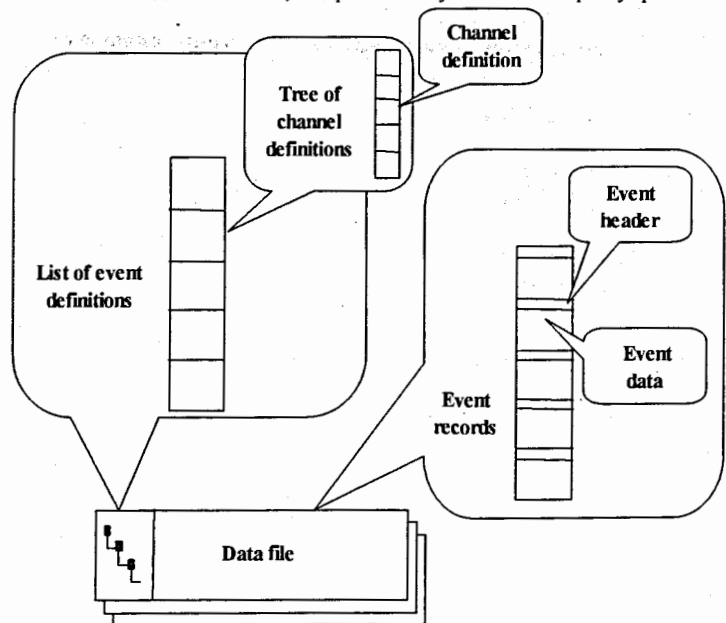 Channel
definition
Tree of
channel
definitions
Event
header
List of event
definitions
Event
data
Event
records
Data file